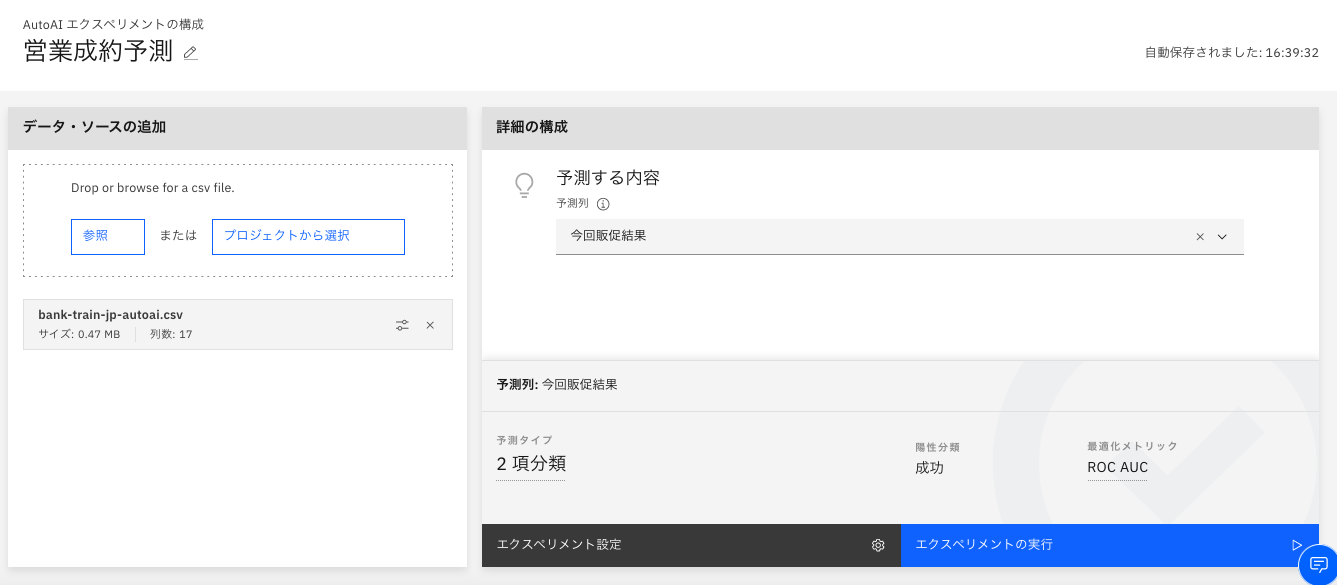 AutoAI エクスペリメントの構成
営業成約予測
自動保存されました: 16:39:32
データ・ソースの追加
Drop or browse for a csv file.
参照
または
プロジェクトから選択
bank-train-jp-autoai.csv
サイズ: 0.47 MB
列数: 17
詳細の構成
予測する内容
予測列
今回販促結果
予測列: 今回販促結果
予測タイプ
2 項分類
陽性分類
成功
最適化メトリック
ROC AUC
エクスペリメント設定
エクスペリメントの実行